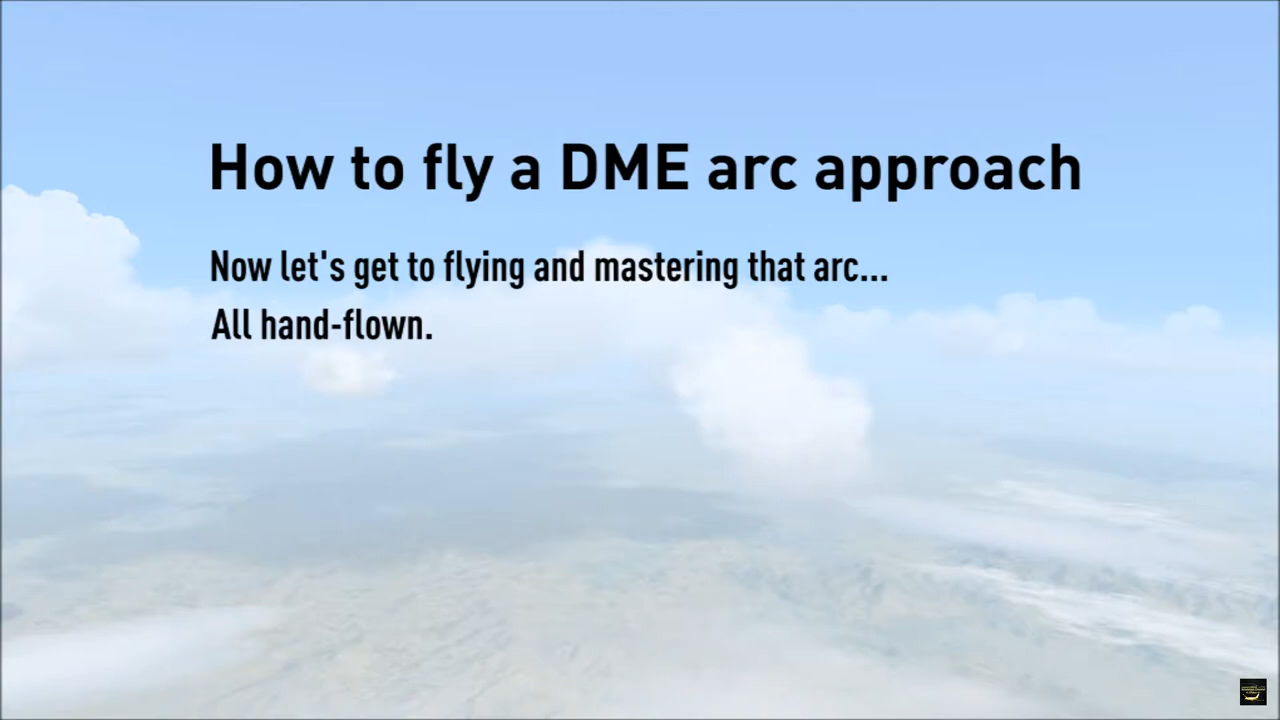 How to fly a DME arc approach
Now let's get to flying and mastering that arc...
All hand-flown.